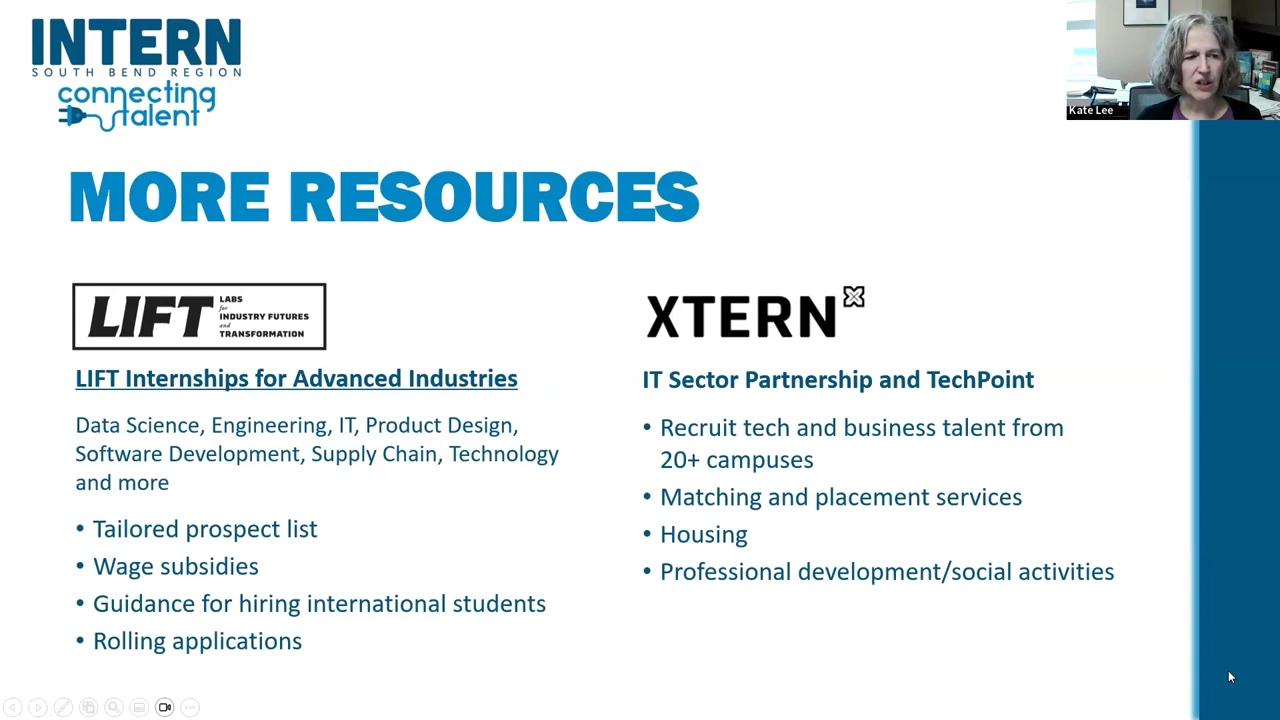 INTERN
SOUTH BEND REGION
connecting
talent
Kate Lee
MORE RESOURCES
LIFT LABS
for
INDUSTRY FUTURES
and
TRANSFORMATION
LIFT Internships for Advanced Industries
Data Science, Engineering, IT, Product Design,
Software Development, Supply Chain, Technology
and more
• Tailored prospect list
• Wage subsidies
• Guidance for hiring international students
• Rolling applications
XTERN
IT Sector Partnership and TechPoint
• Recruit tech and business talent from
20+ campuses
• Matching and placement services
• Housing
• Professional development/social activities